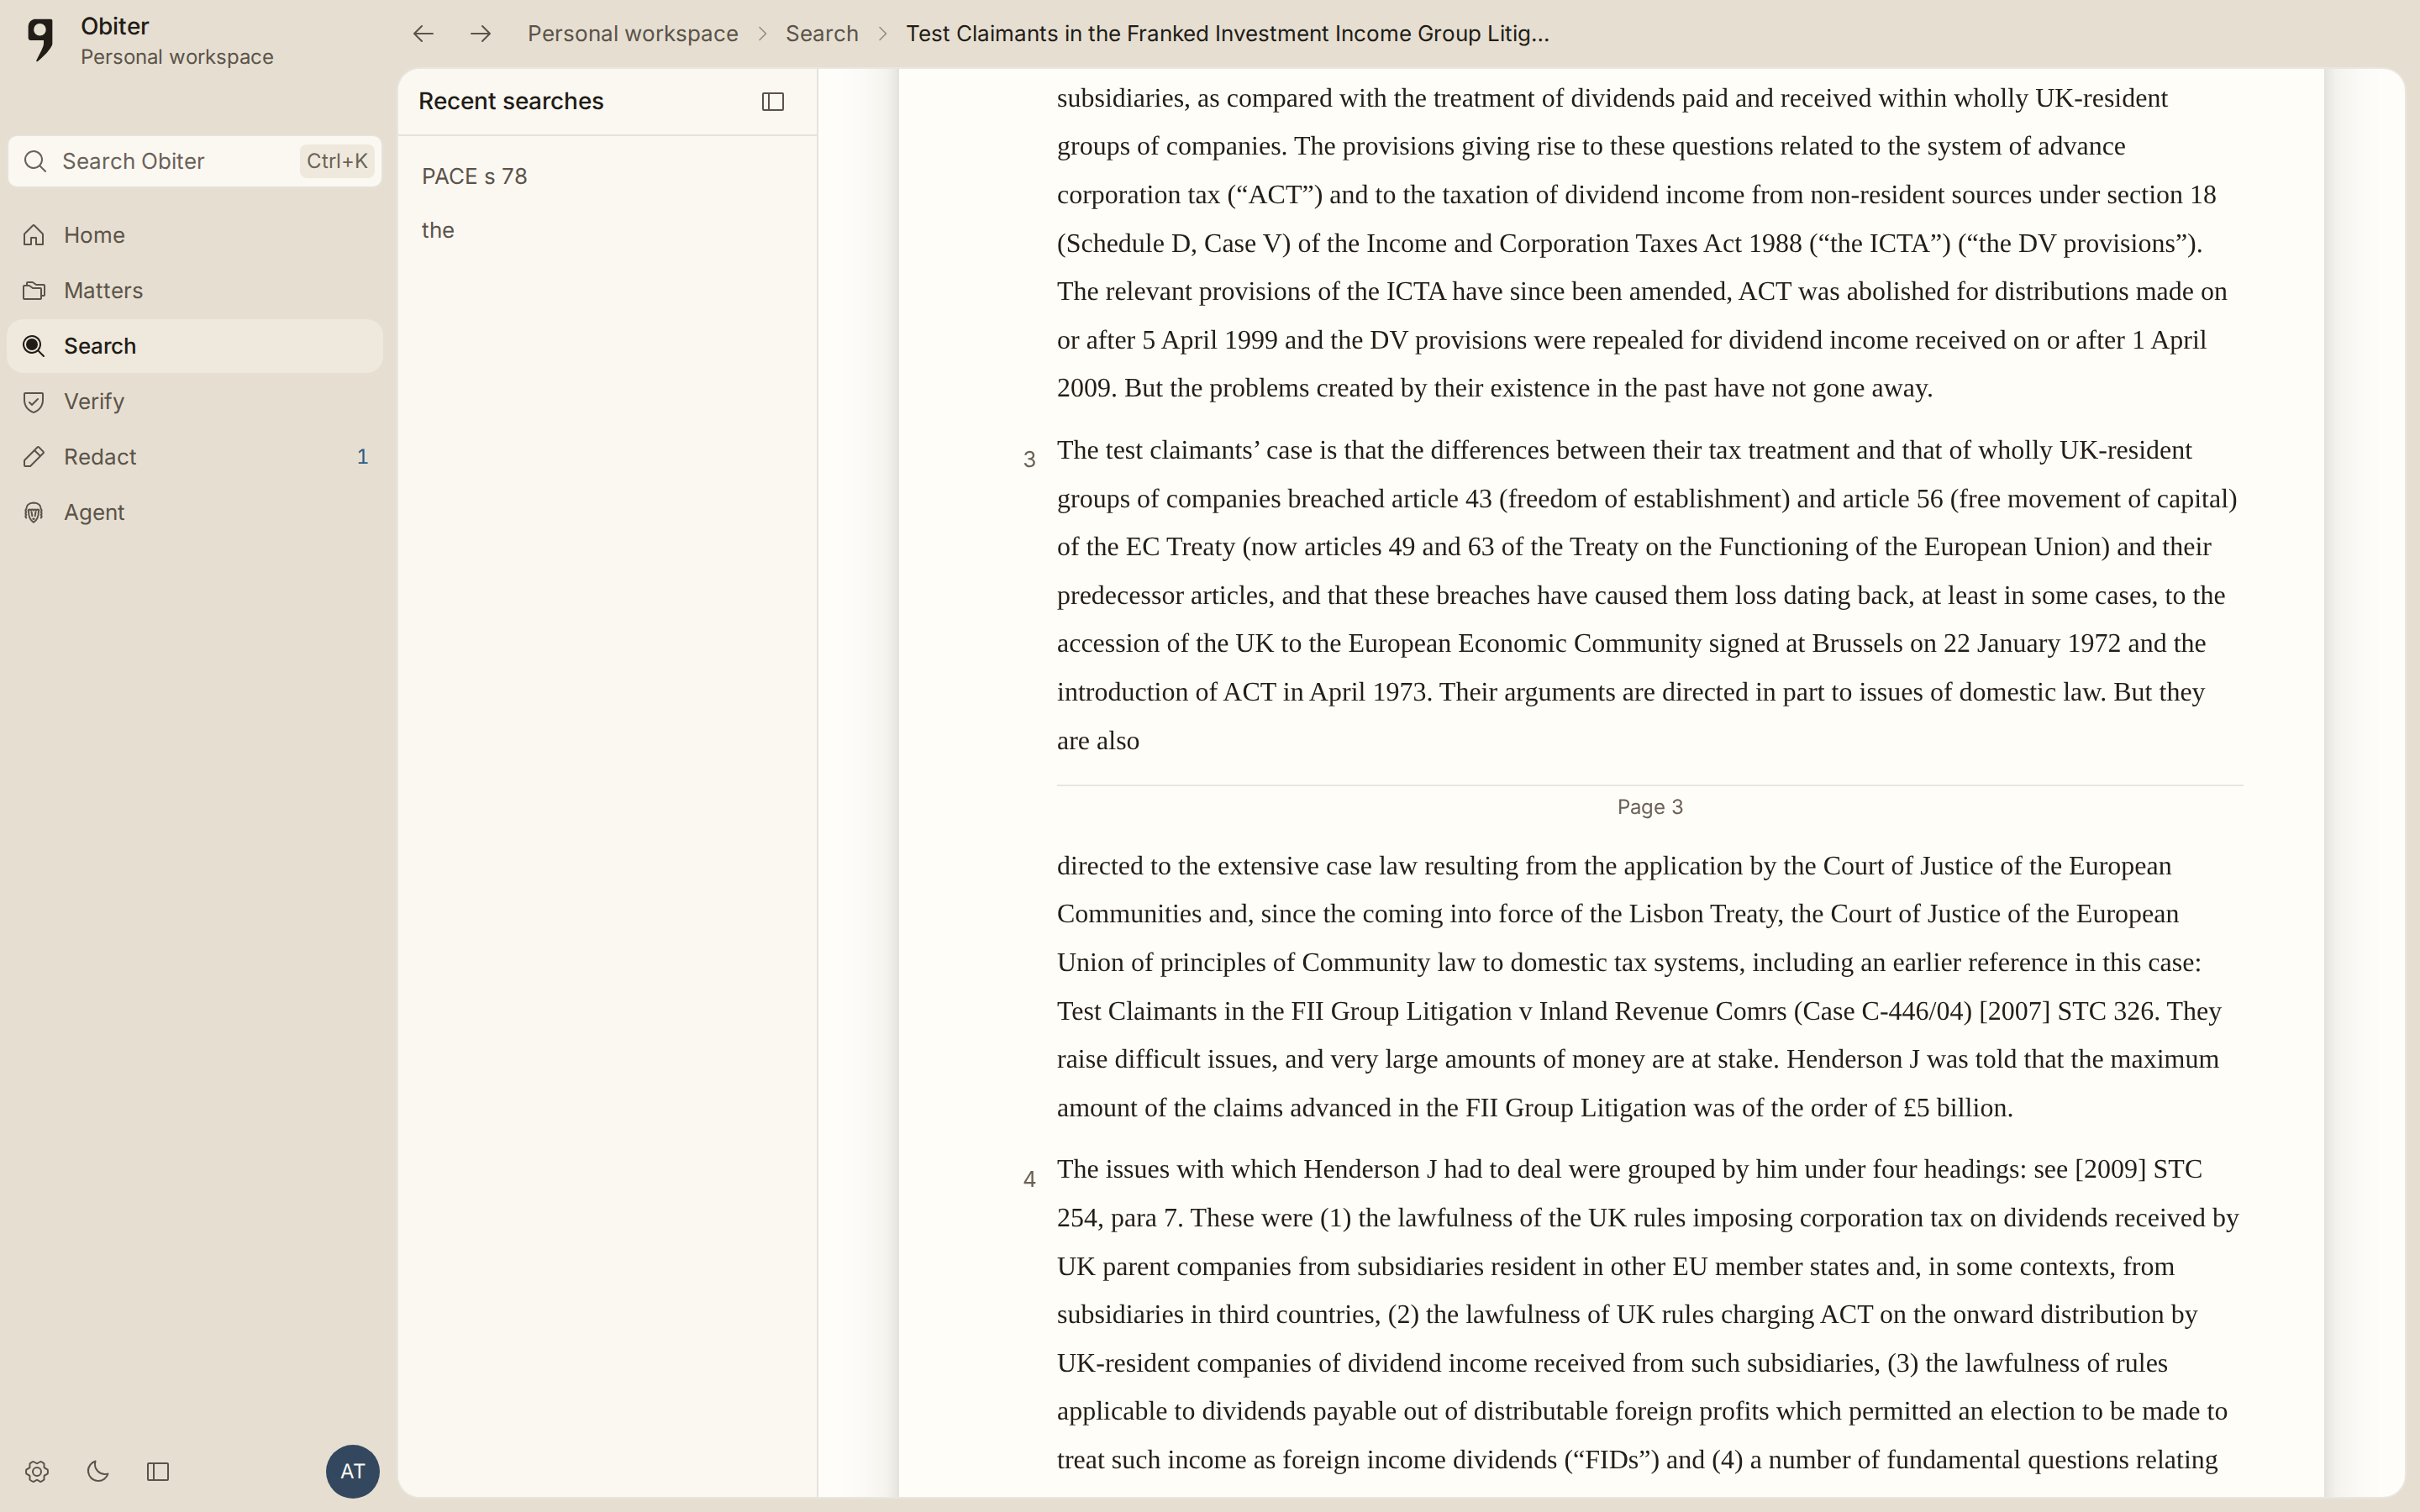 Obiter
Personal workspace
Search Obiter Ctrl+K
Home
Matters
Search
Verify
Redact 1
Agent
AT
Personal workspace > Search > Test Claimants in the Franked Investment Income Group Litig...
Recent searches
PACE s 78
the
subsidiaries, as compared with the treatment of dividends paid and received within wholly UK-resident
groups of companies. The provisions giving rise to these questions related to the system of advance
corporation tax (“ACT”) and to the taxation of dividend income from non-resident sources under section 18
(Schedule D, Case V) of the Income and Corporation Taxes Act 1988 (“the ICTA”) (“the DV provisions”).
The relevant provisions of the ICTA have since been amended, ACT was abolished for distributions made on
or after 5 April 1999 and the DV provisions were repealed for dividend income received on or after 1 April
2009. But the problems created by their existence in the past have not gone away.
3 The test claimants’ case is that the differences between their tax treatment and that of wholly UK-resident
groups of companies breached article 43 (freedom of establishment) and article 56 (free movement of capital)
of the EC Treaty (now articles 49 and 63 of the Treaty on the Functioning of the European Union) and their
predecessor articles, and that these breaches have caused them loss dating back, at least in some cases, to the
accession of the UK to the European Economic Community signed at Brussels on 22 January 1972 and the
introduction of ACT in April 1973. Their arguments are directed in part to issues of domestic law. But they
are also
Page 3
directed to the extensive case law resulting from the application by the Court of Justice of the European
Communities and, since the coming into force of the Lisbon Treaty, the Court of Justice of the European
Union of principles of Community law to domestic tax systems, including an earlier reference in this case:
Test Claimants in the FII Group Litigation v Inland Revenue Comrs (Case C-446/04) [2007] STC 326. They
raise difficult issues, and very large amounts of money are at stake. Henderson J was told that the maximum
amount of the claims advanced in the FII Group Litigation was of the order of £5 billion.
4 The issues with which Henderson J had to deal were grouped by him under four headings: see [2009] STC
254, para 7. These were (1) the lawfulness of the UK rules imposing corporation tax on dividends received by
UK parent companies from subsidiaries resident in other EU member states and, in some contexts, from
subsidiaries in third countries, (2) the lawfulness of UK rules charging ACT on the onward distribution by
UK-resident companies of dividend income received from such subsidiaries, (3) the lawfulness of rules
applicable to dividends payable out of distributable foreign profits which permitted an election to be made to
treat such income as foreign income dividends (“FIDs”) and (4) a number of fundamental questions relating